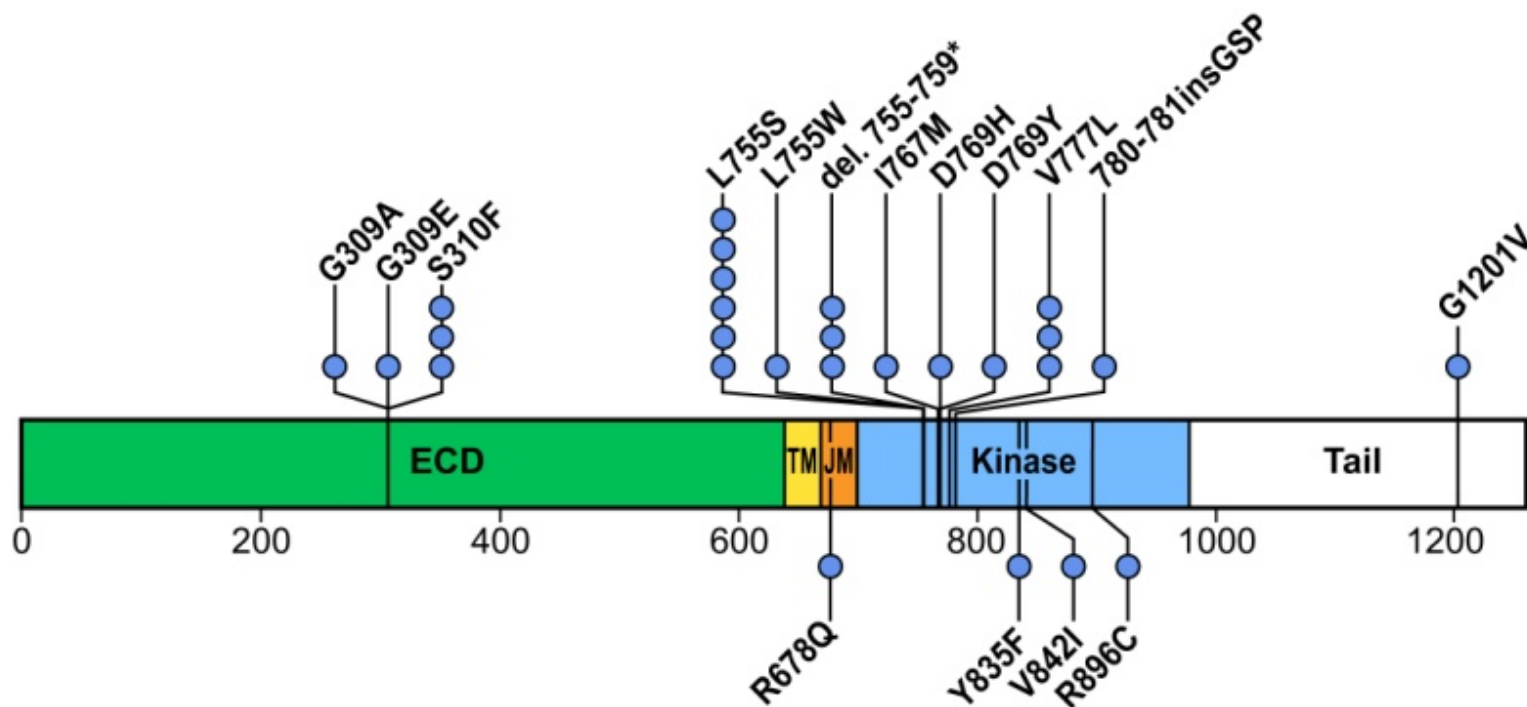 G309A
G309E
S310F
L755S
L755W
del. 755-759*
I767M
D769H
D769Y
V777L
780-781insGSP
G1201V
ECD
TM
JM
Kinase
Tail
0
200
400
600
800
1000
1200
R678Q
Y835F
V842I
R896C